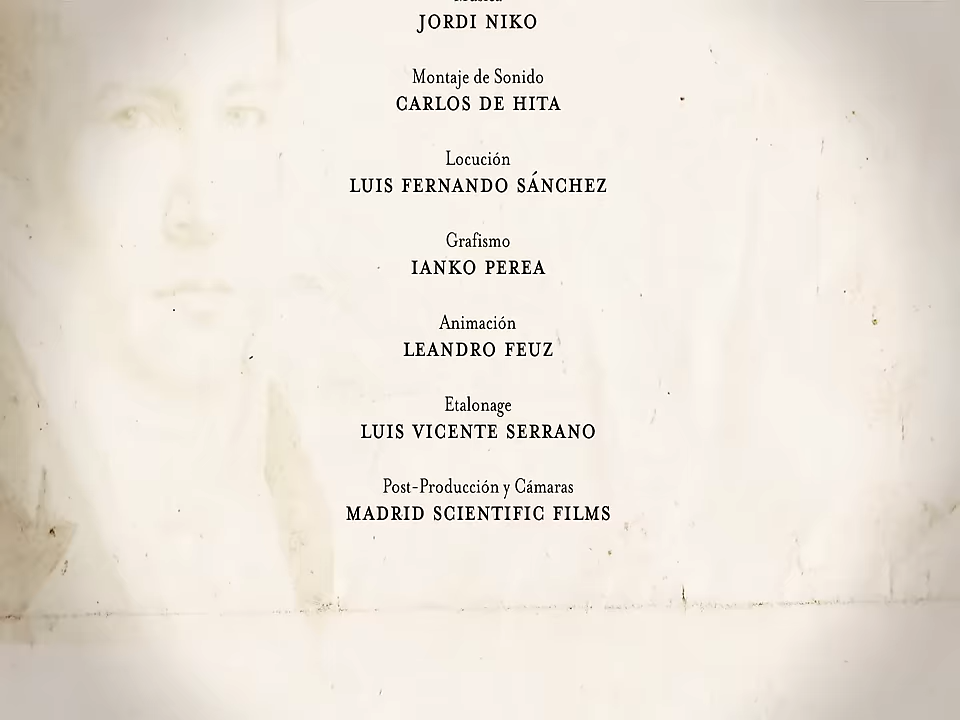 JORDI NIKO
Montaje de Sonido
CARLOS DE HITA
Locución
LUIS FERNANDO SÁNCHEZ
Grafismo
IANKO PEREA
Animación
LEANDRO FEUZ
Etalonage
LUIS VICENTE SERRANO
Post-Producción y Cámaras
MADRID SCIENTIFIC FILMS